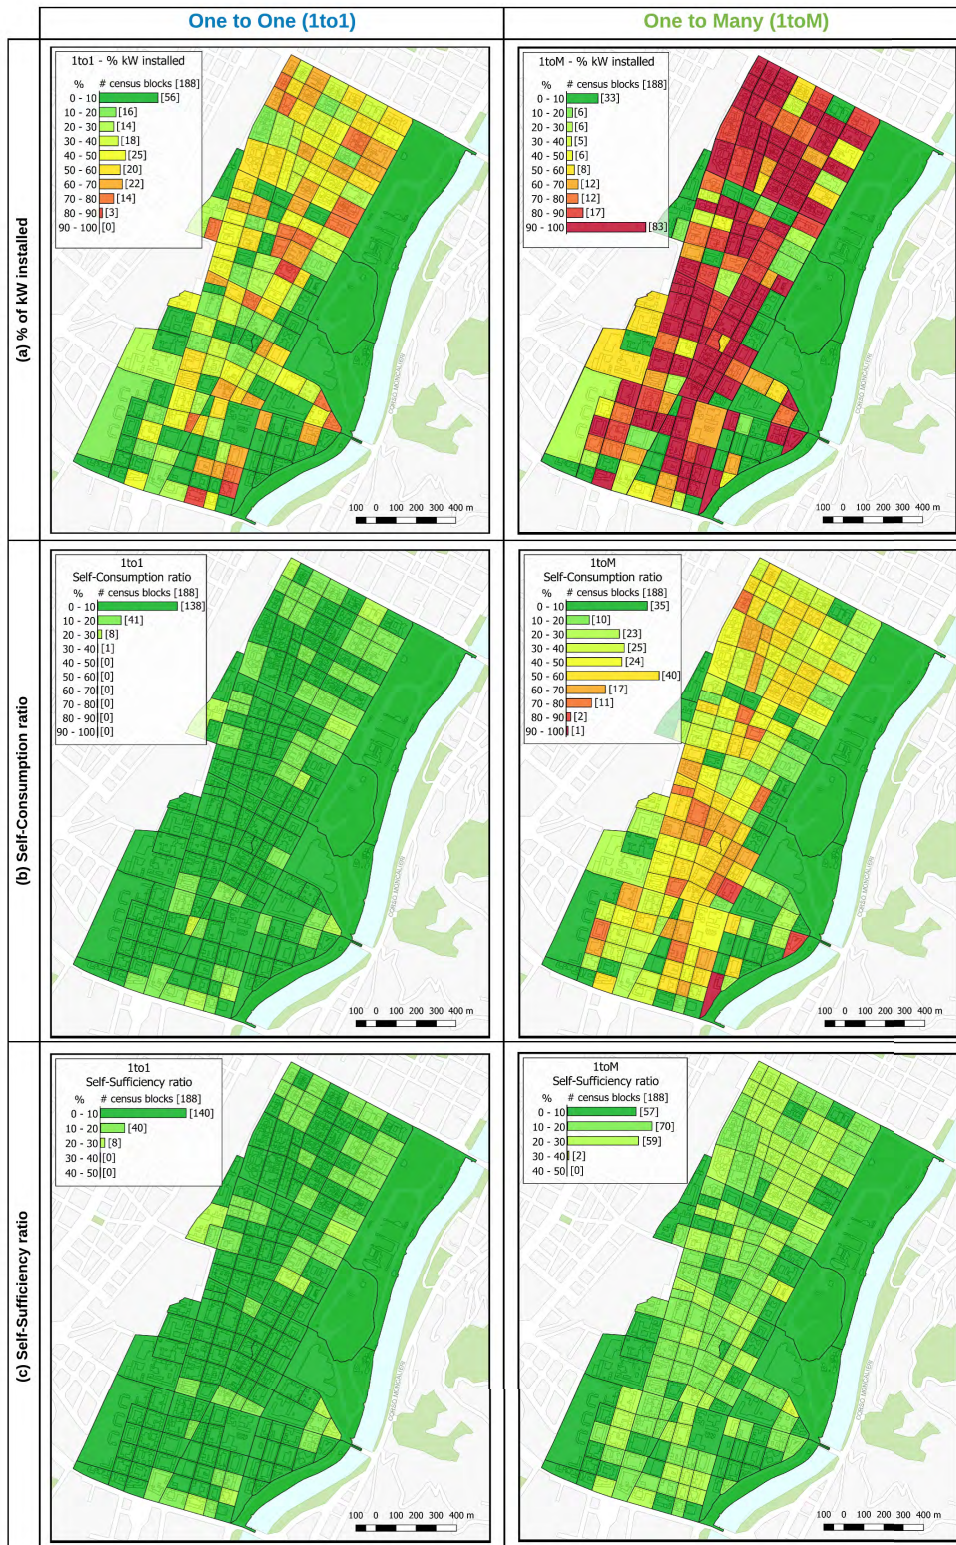 One to One (1to1)
One to Many (1toM)
(a) % of kW installed
1to1 - % kW installed
% # census blocks [188]
0 - 10 [56]
10 - 20 [16]
20 - 30 [14]
30 - 40 [18]
40 - 50 [25]
50 - 60 [20]
60 - 70 [22]
70 - 80 [14]
80 - 90 [3]
90 - 100 [0]
CORSO MONCALIERI
100 0 100 200 300 400 m
1toM - % kW installed
% # census blocks [188]
0 - 10 [33]
10 - 20 [6]
20 - 30 [6]
30 - 40 [5]
40 - 50 [6]
50 - 60 [8]
60 - 70 [12]
70 - 80 [12]
80 - 90 [17]
90 - 100 [83]
CORSO MONCALIERI
100 0 100 200 300 400 m
(b) Self-Consumption ratio
1to1
Self-Consumption ratio
% # census blocks [188]
0 - 10 [138]
10 - 20 [41]
20 - 30 [8]
30 - 40 [1]
40 - 50 [0]
50 - 60 [0]
60 - 70 [0]
70 - 80 [0]
80 - 90 [0]
90 - 100 [0]
CORSO MONCALIERI
100 0 100 200 300 400 m
1toM
Self-Consumption ratio
% # census blocks [188]
0 - 10 [35]
10 - 20 [10]
20 - 30 [23]
30 - 40 [25]
40 - 50 [24]
50 - 60 [40]
60 - 70 [17]
70 - 80 [11]
80 - 90 [2]
90 - 100 [1]
CORSO MONCALIERI
100 0 100 200 300 400 m
(c) Self-Sufficiency ratio
1to1
Self-Sufficiency ratio
% # census blocks [188]
0 - 10 [140]
10 - 20 [40]
20 - 30 [8]
30 - 40 [0]
40 - 50 [0]
CORSO MONCALIERI
100 0 100 200 300 400 m
1toM
Self-Sufficiency ratio
% # census blocks [188]
0 - 10 [57]
10 - 20 [70]
20 - 30 [59]
30 - 40 [2]
40 - 50 [0]
CORSO MONCALIERI
100 0 100 200 300 400 m